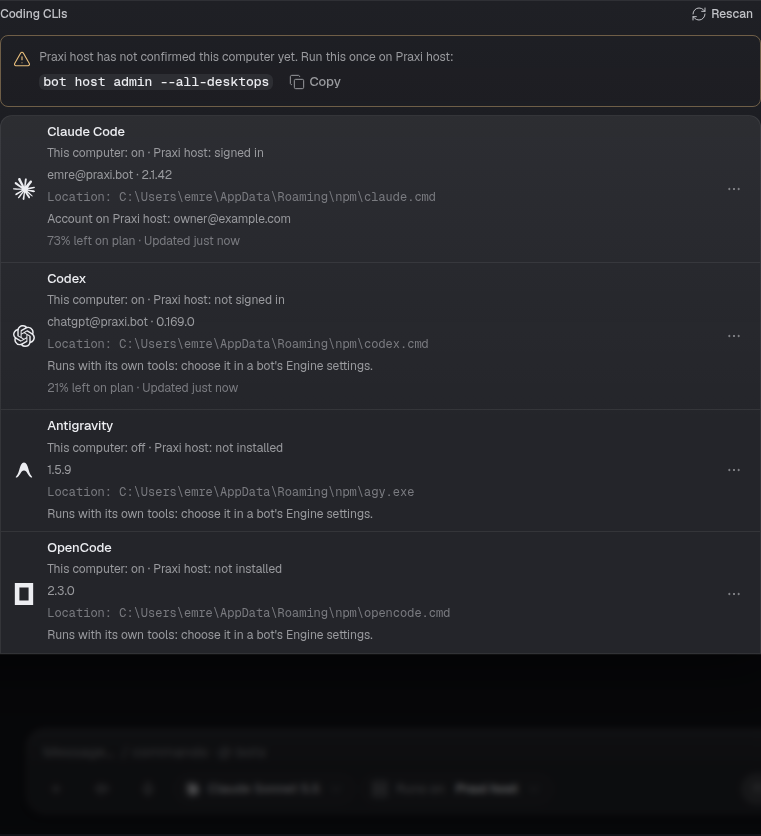 Coding CLIs
Rescan
Praxi host has not confirmed this computer yet. Run this once on Praxi host:
bot host admin --all-desktops
Copy
Claude Code
This computer: on · Praxi host: signed in
emre@praxi.bot · 2.1.42
Location: C:\Users\emre\AppData\Roaming\npm\claude.cmd
Account on Praxi host: owner@example.com
73% left on plan · Updated just now
Codex
This computer: on · Praxi host: not signed in
chatgpt@praxi.bot · 0.169.0
Location: C:\Users\emre\AppData\Roaming\npm\codex.cmd
Runs with its own tools: choose it in a bot's Engine settings.
21% left on plan · Updated just now
Antigravity
This computer: off · Praxi host: not installed
1.5.9
Location: C:\Users\emre\AppData\Roaming\npm\agy.exe
Runs with its own tools: choose it in a bot's Engine settings.
OpenCode
This computer: on · Praxi host: not installed
2.3.0
Location: C:\Users\emre\AppData\Roaming\npm\opencode.cmd
Runs with its own tools: choose it in a bot's Engine settings.
Praxi host